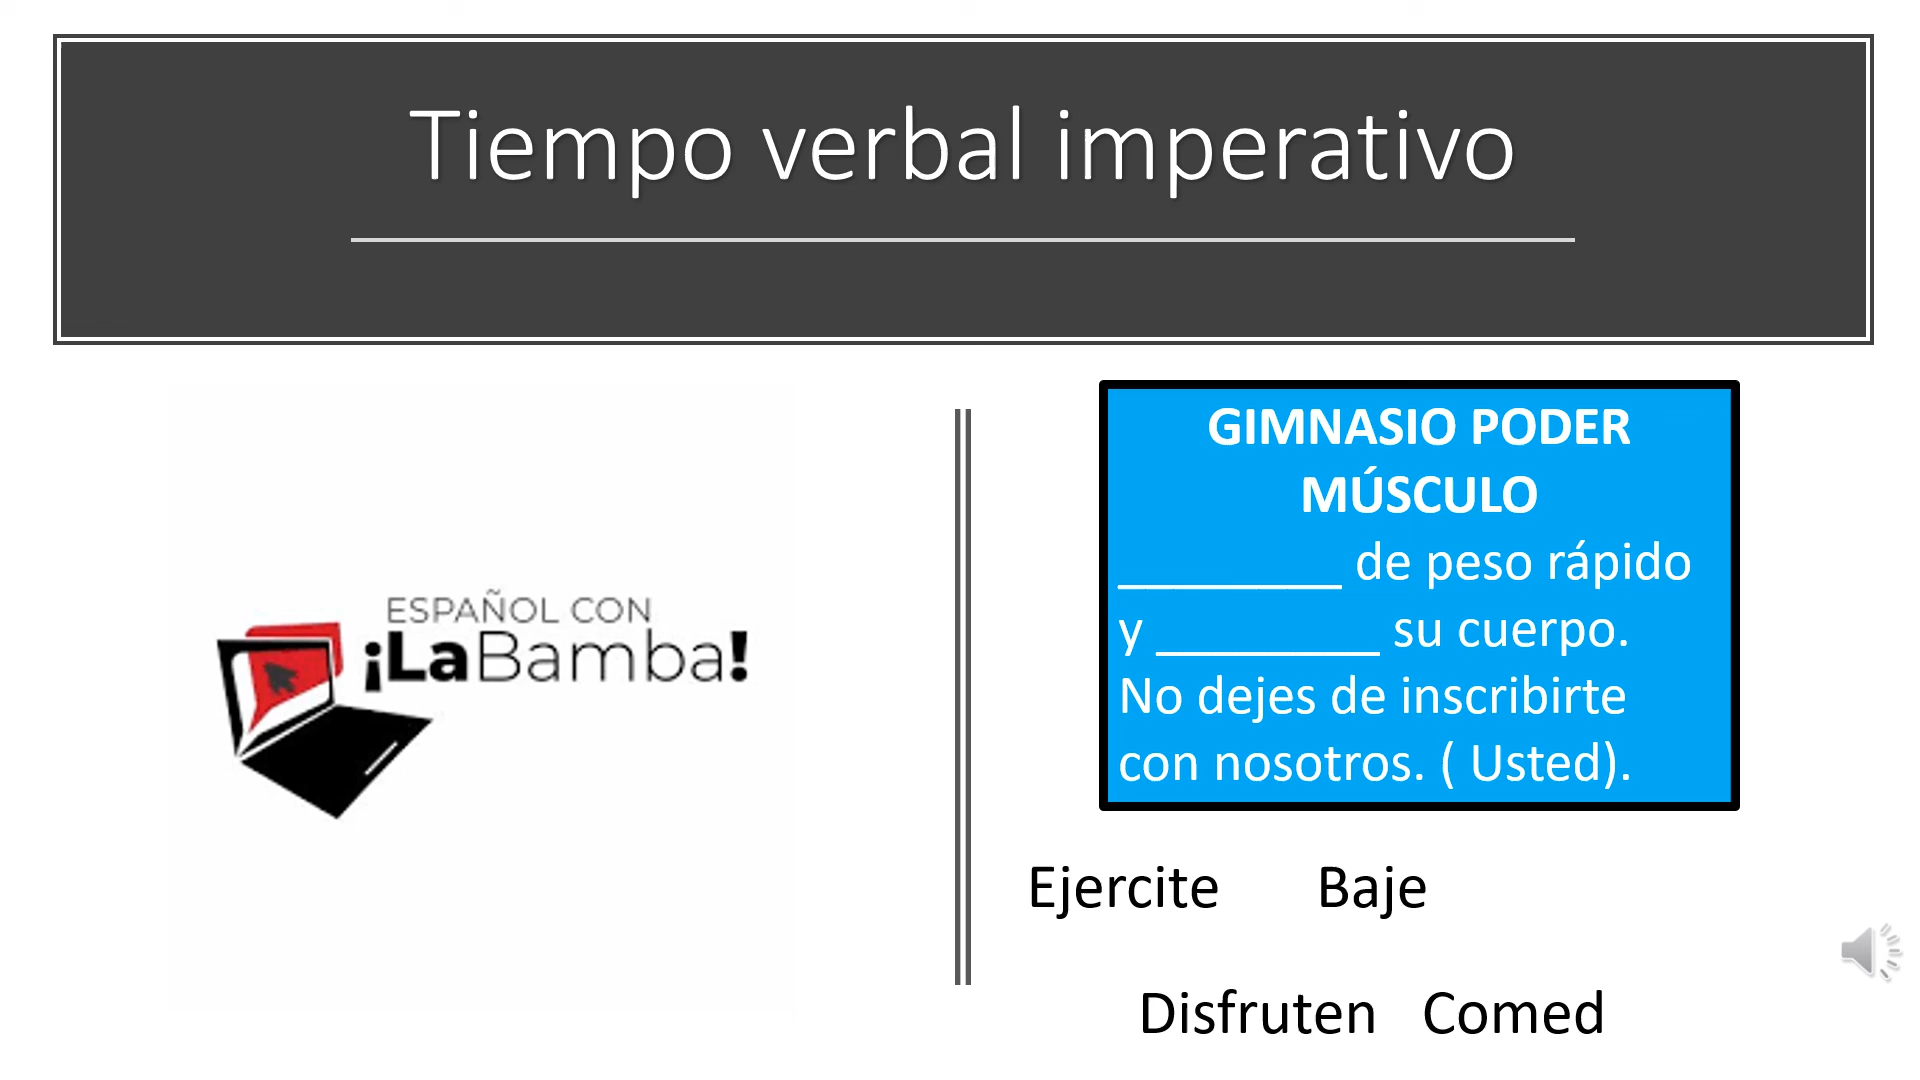 Tiempo verbal imperativo
ESPAÑOL CON
¡LaBamba!
GIMNASIO PODER
MÚSCULO
_________ de peso rápido
y _________ su cuerpo.
No dejes de inscribirte
con nosotros. ( Usted).
Ejercite Baje
Disfruten Comed